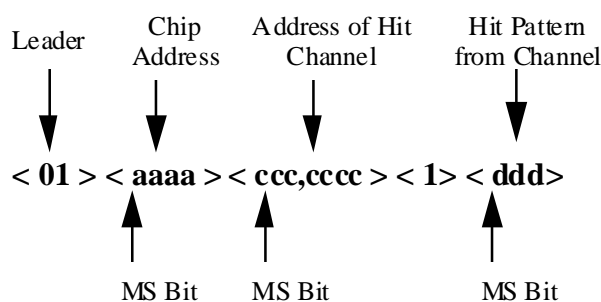 Leader
Chip Address
Address of Hit Channel
Hit Pattern from Channel
< 01 > < aaaa > < ccc,cccc > < 1 > < ddd>
MS Bit MS Bit MS Bit